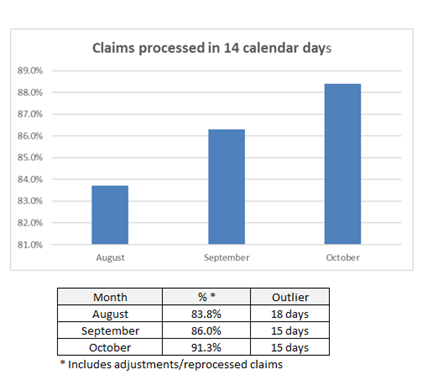 Claims processed in 14 calendar days
89.0%
88.0%
87.0%
86.0%
85.0%
84.0%
83.0%
82.0%
81.0%
August September October
Month % * Outlier
August 83.8% 18 days
September 86.0% 15 days
October 91.3% 15 days
* Includes adjustments/reprocessed claims